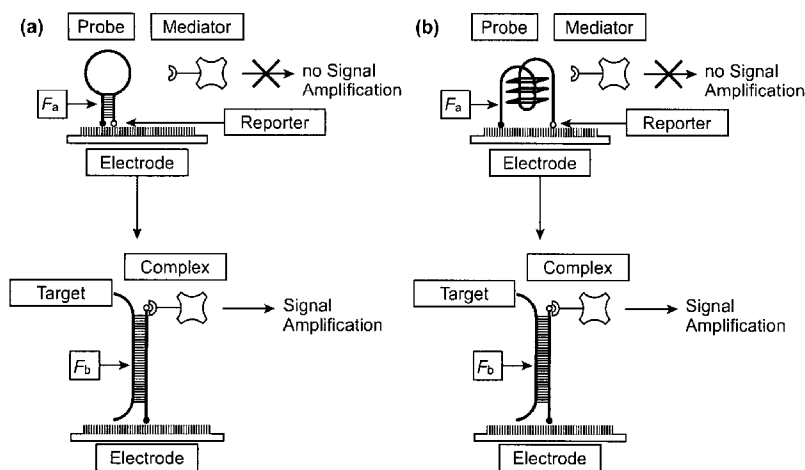 (a)
Probe
Mediator
no Signal
Amplification
Fa
Reporter
Electrode
Complex
Target
Signal
Amplification
Fb
Electrode
(b)
Probe
Mediator
no Signal
Amplification
Fa
Reporter
Electrode
Complex
Target
Signal
Amplification
Fb
Electrode